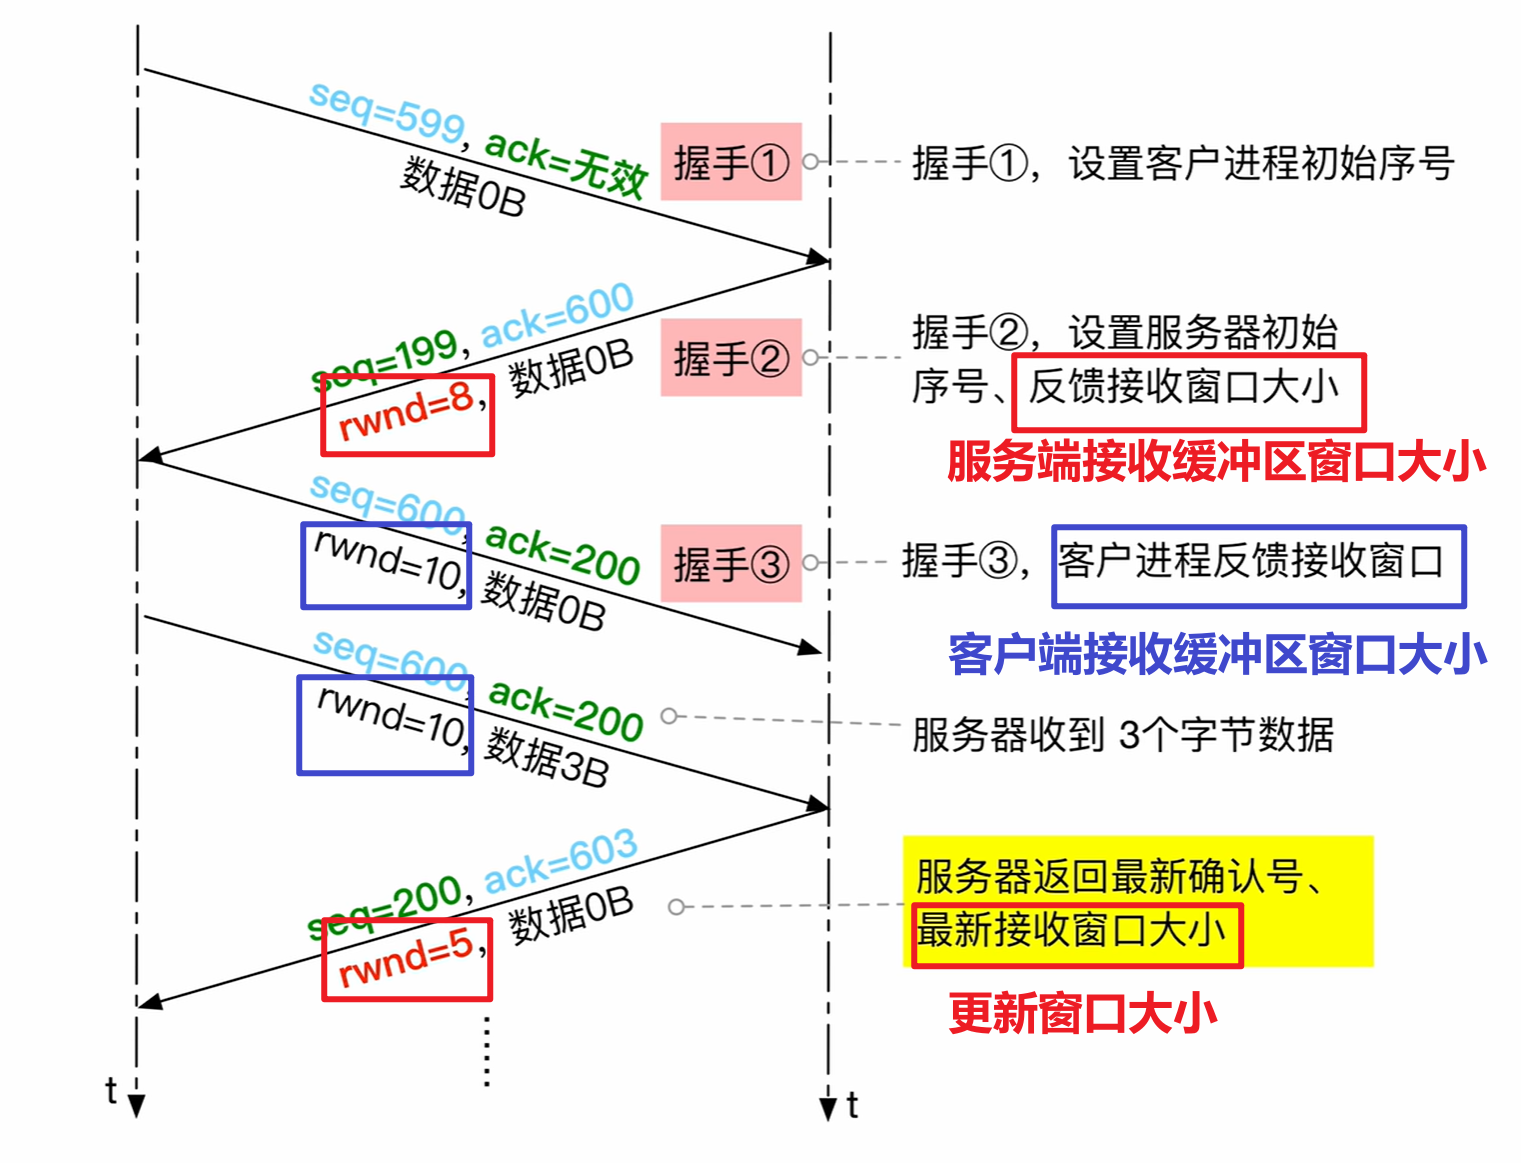 seq=599, ack=无效
数据0B
握手①
握手①，设置客户进程初始序号
seq=199, ack=600
rwnd=8, 数据0B
握手②
握手②，设置服务器初始
序号、反馈接收窗口大小
服务端接收缓冲区窗口大小
seq=600, ack=200
rwnd=10, 数据0B
握手③
握手③，客户进程反馈接收窗口
客户端接收缓冲区窗口大小
seq=600, ack=200
rwnd=10, 数据3B
服务器收到 3个字节数据
seq=200, ack=603
rwnd=5, 数据0B
服务器返回最新确认号、
最新接收窗口大小
更新窗口大小
t
t